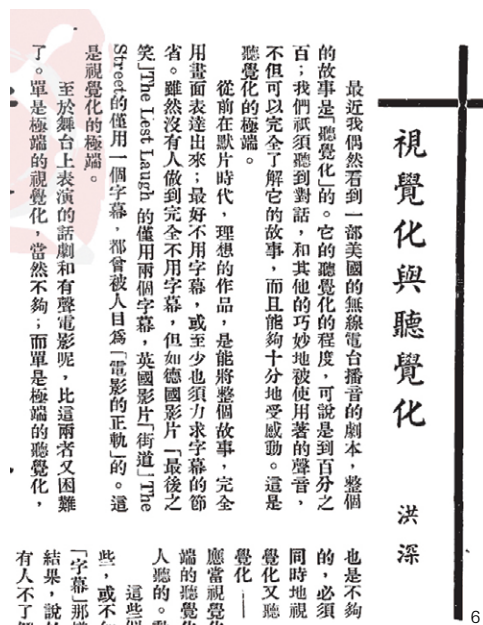 視覺化與聽覺化
洪深
最近我偶然看到一部美國的無線電台播音的劇本，整個
的故事是「聽覺化」的。它的聽覺化的程度，可說是到百分之
百；我們祇須聽到對話，和其他的巧妙地被使用著的聲音，
不但可以完全了解它的故事，而且能夠十分地受感動。這是
聽覺化的極端。
從前在默片時代，理想的作品，是能將整個故事，完全
用畫面表達出來；最好不用字幕，或至少也須力求字幕的節
省。雖然沒有人做到完全不用字幕，但如德國影片「最後之
笑」The Lest Laugh 的僅用兩個字幕，英國影片「街道」The
Street的僅用一個字幕，都曾被人目爲「電影的正軌」的。這
是視覺化的極端。
至於舞台上表演的話劇和有聲電影呢，比這兩者又困難
了。單是極端的視覺化，當然不夠；而單是極端的聽覺化，
也是不夠
的，必須
同時地視
覺化又聽
覺化——
應當視覺
端的聽覺
人聽的。
這些
些，或不
「字幕」那
結果，說
有人不了
6